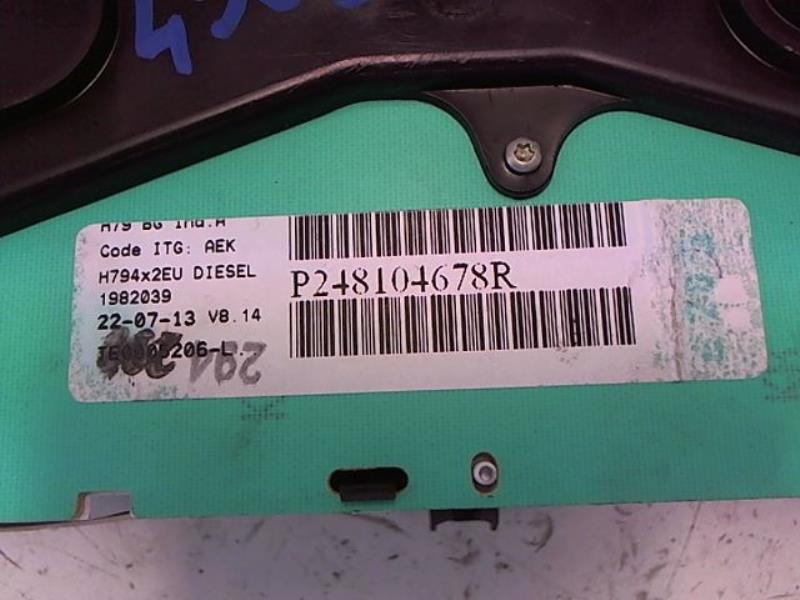 H79 BG Ind.A
Code ITG: AEK
H794x2EU DIESEL
1982039
22-07-13 V8.14
P248104678R